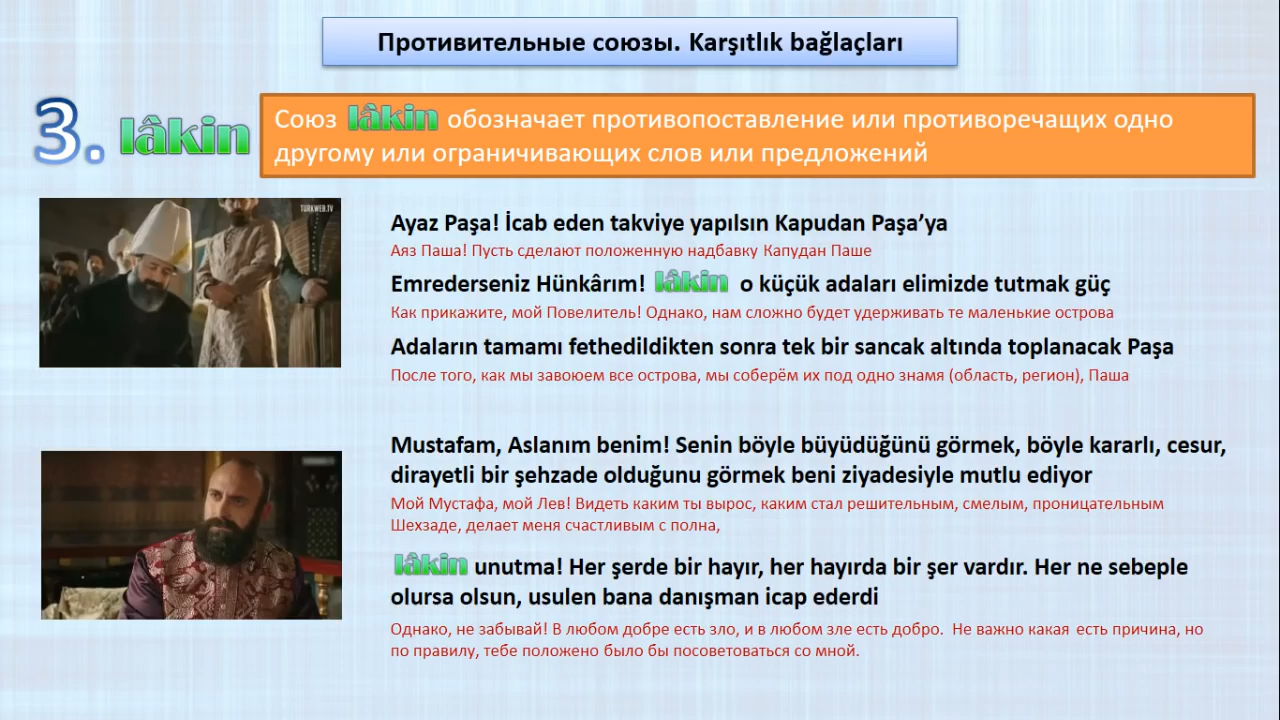 Противительные союзы. Karşıtlık bağlaçları
3. lâkin
Союз lâkin обозначает противопоставление или противоречащих одно
другому или ограничивающих слов или предложений
TURKWEB.TV
Ayaz Paşa! İcab eden takviye yapılsın Kapudan Paşa’ya
Аяз Паша! Пусть сделают положенную надбавку Капудан Паше
Emrederseniz Hünkârım! lâkin o küçük adaları elimizde tutmak güç
Как прикажите, мой Повелитель! Однако, нам сложно будет удерживать те маленькие острова
Adaların tamamı fethedildikten sonra tek bir sancak altında toplanacak Paşa
После того, как мы завоюем все острова, мы соберём их под одно знамя (область, регион), Паша
Mustafam, Aslanım benim! Senin böyle büyüdüğünü görmek, böyle kararlı, cesur,
dirayetli bir şehzade olduğunu görmek beni ziyadesiyle mutlu ediyor
Мой Мустафа, мой Лев! Видеть каким ты вырос, каким стал решительным, смелым, проницательным
Шехзаде, делает меня счастливым с полна,
lâkin unutma! Her şerde bir hayır, her hayırda bir şer vardır. Her ne sebeple
olursa olsun, usulen bana danışman icap ederdi
Однако, не забывай! В любом добре есть зло, и в любом зле есть добро. Не важно какая есть причина, но
по правилу, тебе положено было бы посоветоваться со мной.